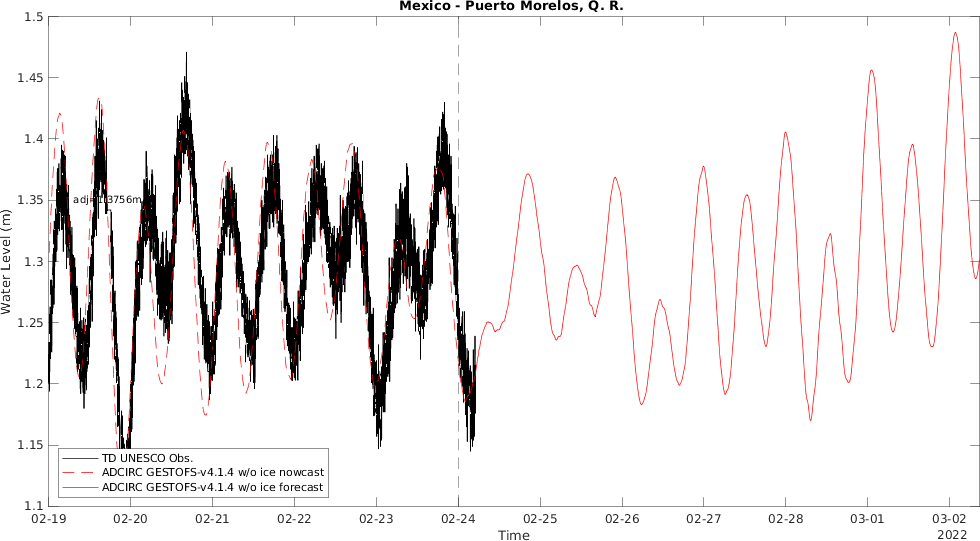 Mexico - Puerto Morelos, Q. R.
1.5
1.45
1.4
1.35
1.3
1.25
1.2
1.15
1.1
Water Level (m)
adj=1.3756m
TD UNESCO Obs.
ADCIRC GESTOFS-v4.1.4 w/o ice nowcast
ADCIRC GESTOFS-v4.1.4 w/o ice forecast
02-19 02-20 02-21 02-22 02-23 02-24 02-25 02-26 02-27 02-28 03-01 03-02
Time
2022